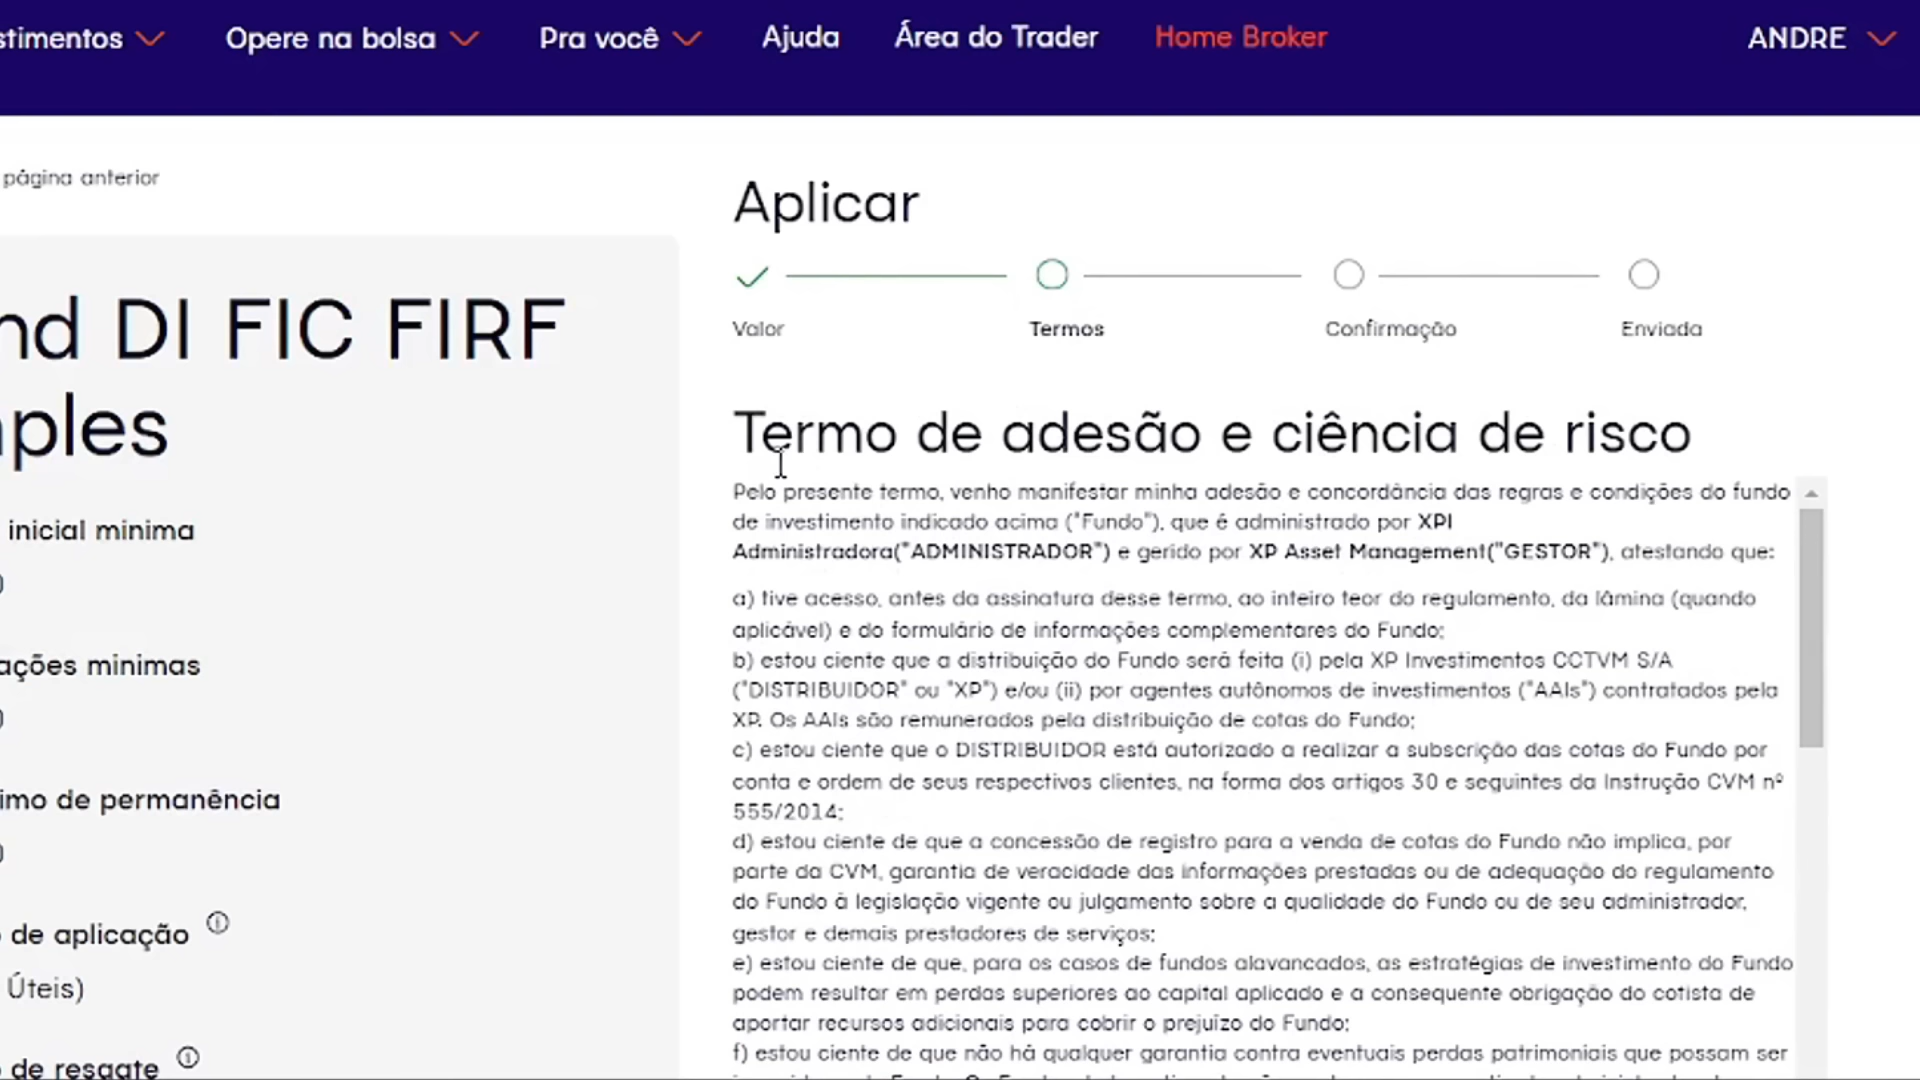 stimentos Opere na bolsa Pra você Ajuda Área do Trader Home Broker ANDRE
página anterior
Aplicar
Valor Termos Confirmação Enviada
nd DI FIC FIRF
ples
inicial minima
ações minimas
imo de permanência
de aplicação
Úteis)
de resgate
Termo de adesão e ciência de risco
Pelo presente termo, venho manifestar minha adesão e concordância das regras e condições do fundo
de investimento indicado acima ("Fundo"), que é administrado por XPI
Administradora("ADMINISTRADOR") e gerido por XP Asset Management("GESTOR"), atestando que:
a) tive acesso, antes da assinatura desse termo, ao inteiro teor do regulamento, da lâmina (quando
aplicável) e do formulário de informações complementares do Fundo;
b) estou ciente que a distribuição do Fundo será feita (i) pela XP Investimentos CCTVM S/A
("DISTRIBUIDOR" ou "XP") e/ou (ii) por agentes autônomos de investimentos ("AAIs") contratados pela
XP. Os AAIs são remunerados pela distribuição de cotas do Fundo;
c) estou ciente que o DISTRIBUIDOR está autorizado a realizar a subscrição das cotas do Fundo por
conta e ordem de seus respectivos clientes, na forma dos artigos 30 e seguintes da Instrução CVM nº
555/2014;
d) estou ciente de que a concessão de registro para a venda de cotas do Fundo não implica, por
parte da CVM, garantia de veracidade das informações prestadas ou de adequação do regulamento
do Fundo à legislação vigente ou julgamento sobre a qualidade do Fundo ou de seu administrador,
gestor e demais prestadores de serviços;
e) estou ciente de que, para os casos de fundos alavancados, as estratégias de investimento do Fundo
podem resultar em perdas superiores ao capital aplicado e a consequente obrigação do cotista de
aportar recursos adicionais para cobrir o prejuízo do Fundo;
f) estou ciente de que não há qualquer garantia contra eventuais perdas patrimoniais que possam ser